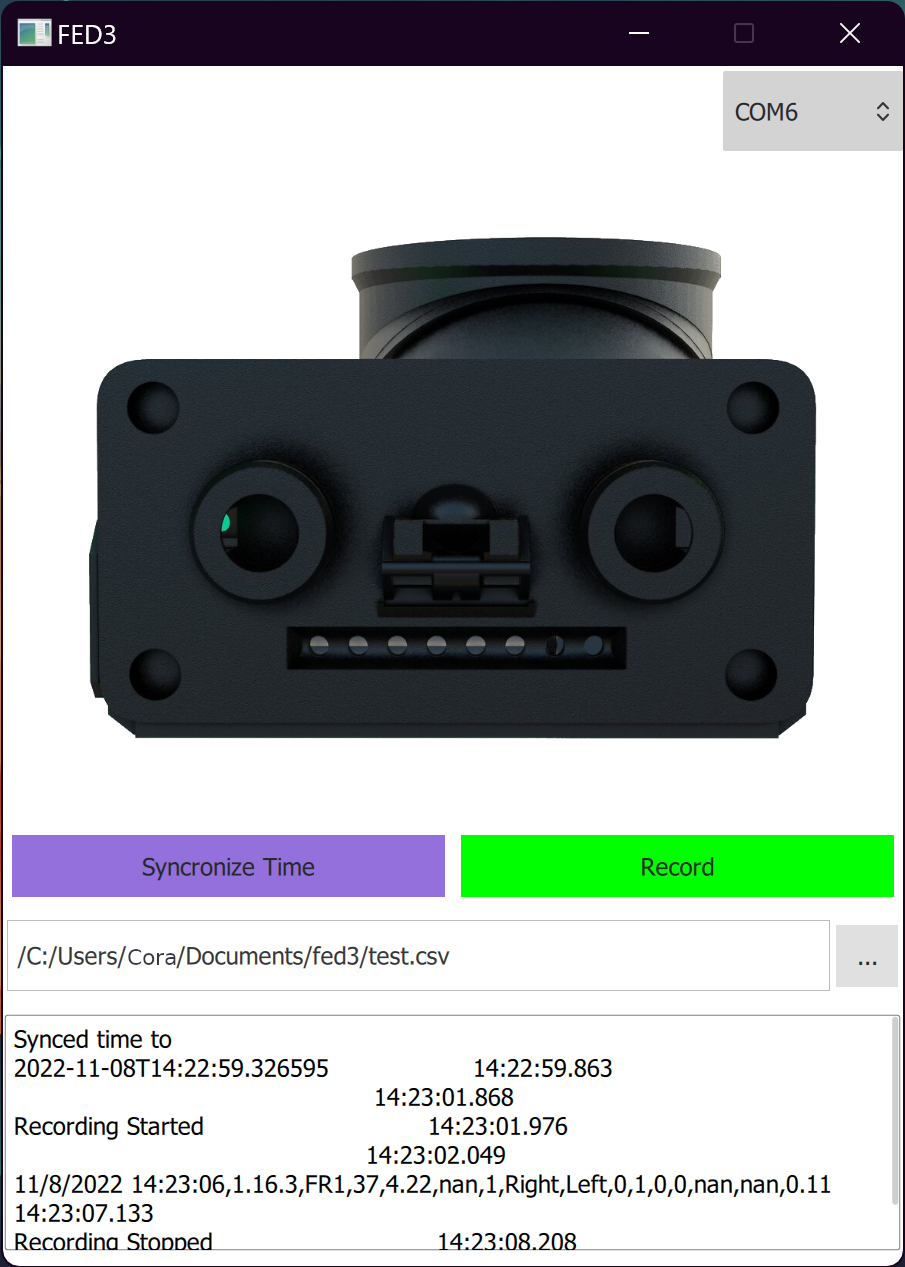 FED3
COM6
Syncronize Time
Record
/C:/Users/Cora/Documents/fed3/test.csv
...
Synced time to
2022-11-08T14:22:59.326595 14:22:59.863
14:23:01.868
Recording Started 14:23:01.976
14:23:02.049
11/8/2022 14:23:06,1.16.3,FR1,37,4.22,nan,1,Right,Left,0,1,0,0,nan,nan,0.11
14:23:07.133
Recording Stopped 14:23:08.208